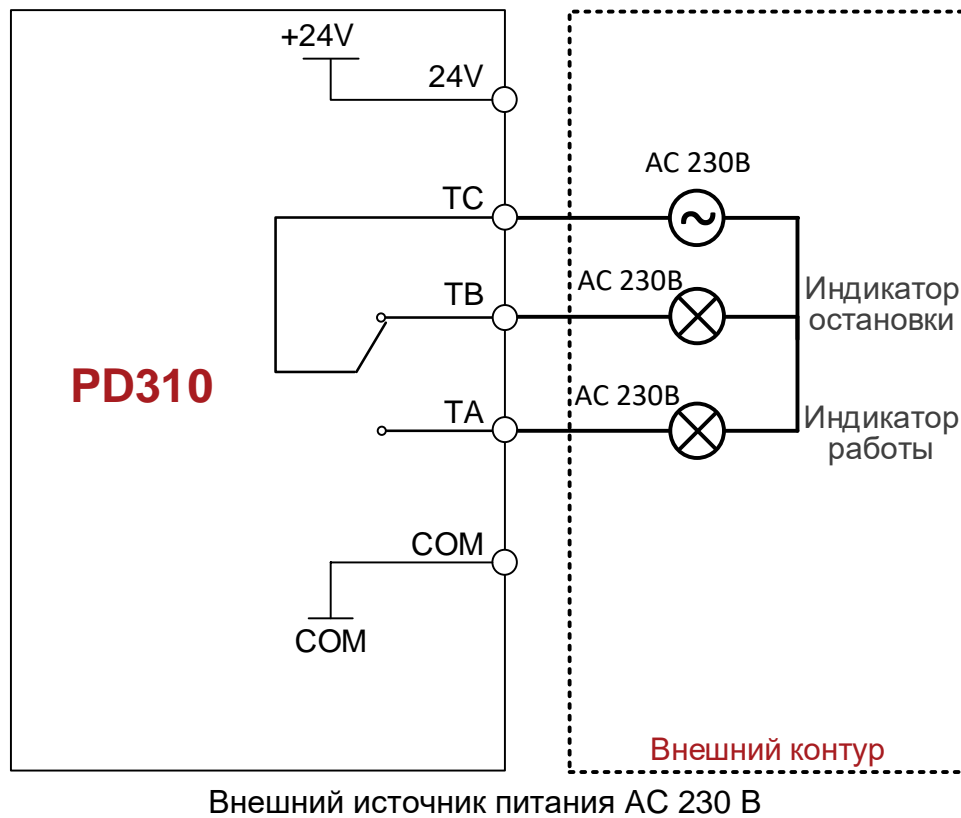 +24V
24V
AC 230В
TC
AC 230В
TB
Индикатор
остановки
PD310
AC 230В
TA
Индикатор
работы
COM
COM
Внешний контур
Внешний источник питания AC 230 В